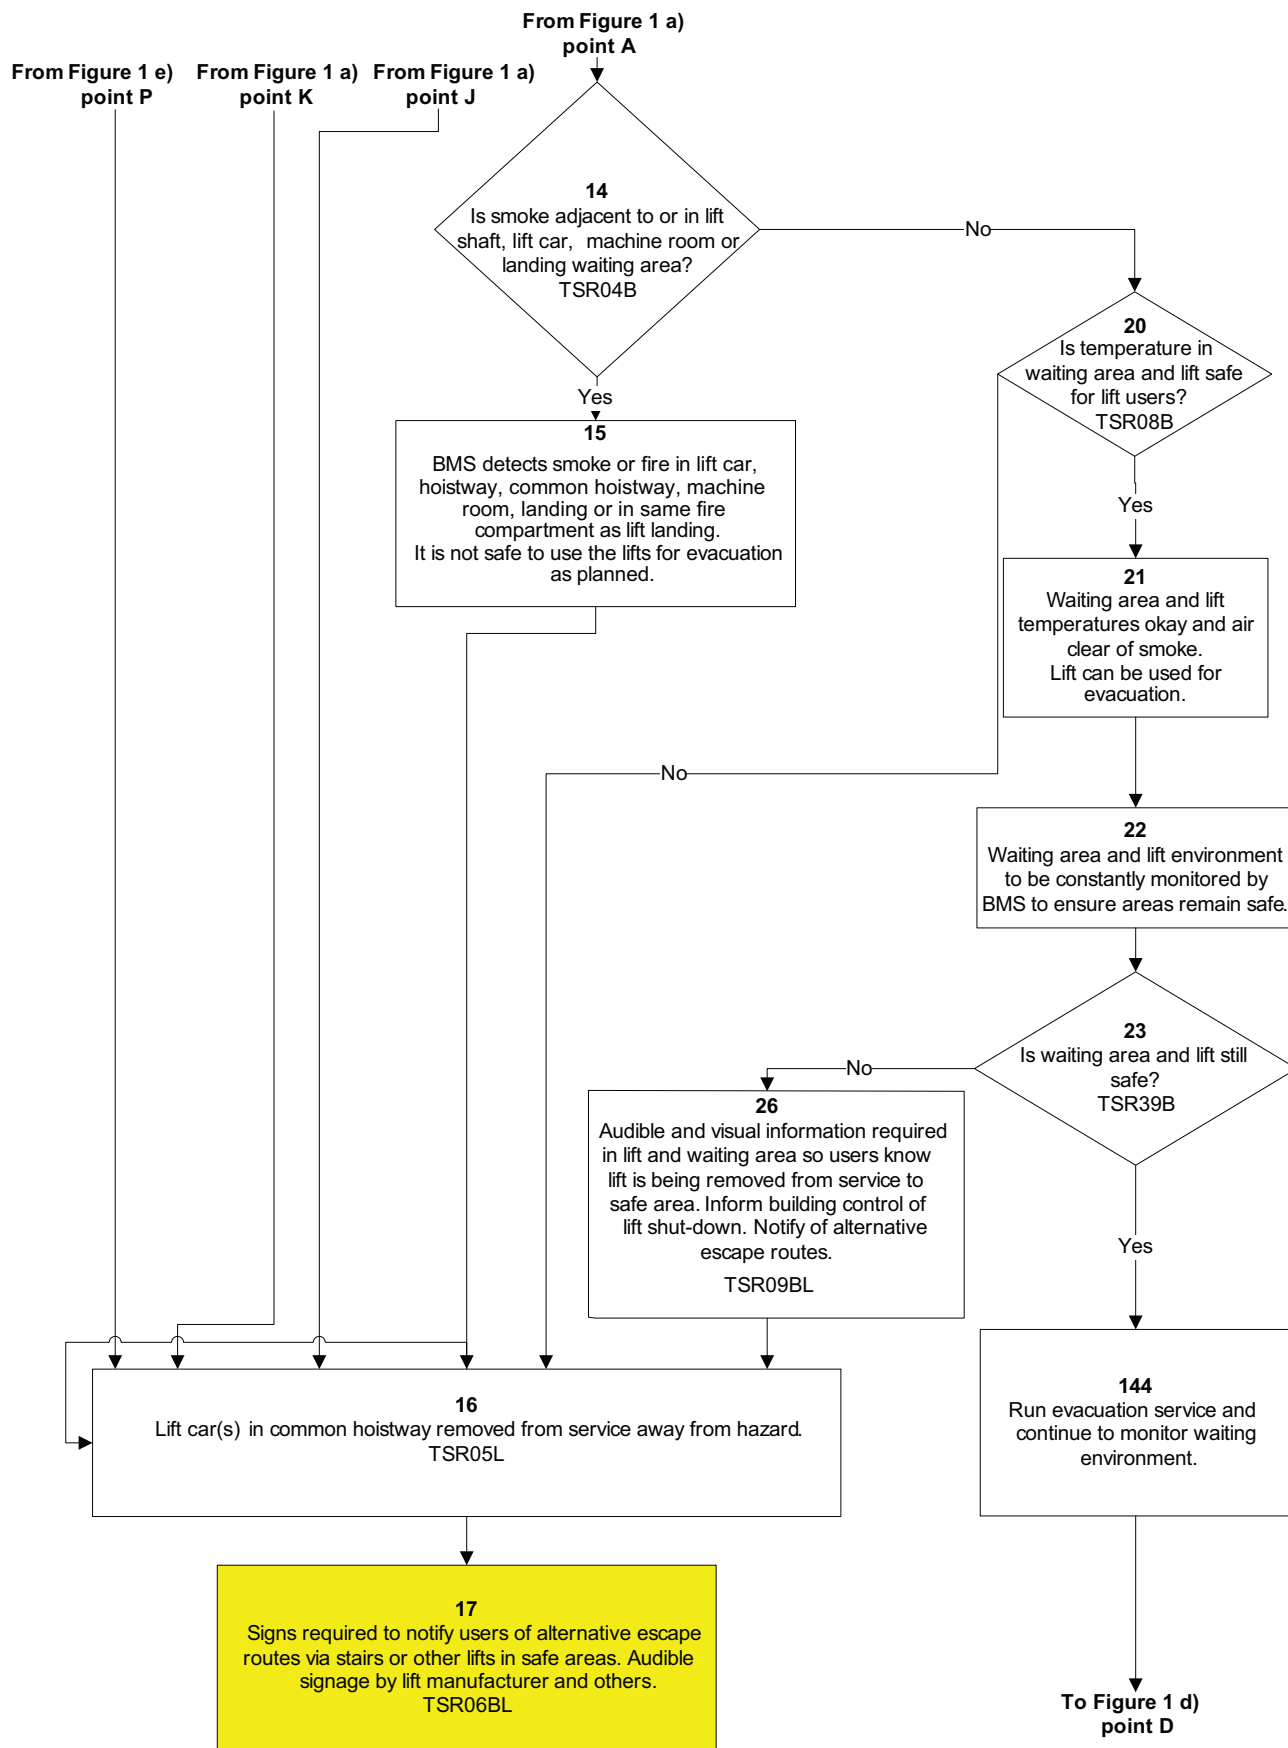 From Figure 1 a)
point A
From Figure 1 e)
point P
From Figure 1 a)
point K
From Figure 1 a)
point J
14
Is smoke adjacent to or in lift
shaft, lift car, machine room or
landing waiting area?
TSR04B
No
Yes
15
BMS detects smoke or fire in lift car,
hoistway, common hoistway, machine
room, landing or in same fire
compartment as lift landing.
It is not safe to use the lifts for evacuation
as planned.
20
Is temperature in
waiting area and lift safe
for lift users?
TSR08B
Yes
21
Waiting area and lift
temperatures okay and air
clear of smoke.
Lift can be used for
evacuation.
No
22
Waiting area and lift environment
to be constantly monitored by
BMS to ensure areas remain safe.
23
Is waiting area and lift still
safe?
TSR39B
No
26
Audible and visual information required
in lift and waiting area so users know
lift is being removed from service to
safe area. Inform building control of
lift shut-down. Notify of alternative
escape routes.
TSR09BL
Yes
16
Lift car(s) in common hoistway removed from service away from hazard.
TSR05L
144
Run evacuation service and
continue to monitor waiting
environment.
17
Signs required to notify users of alternative escape
routes via stairs or other lifts in safe areas. Audible
signage by lift manufacturer and others.
TSR06BL
To Figure 1 d)
point D